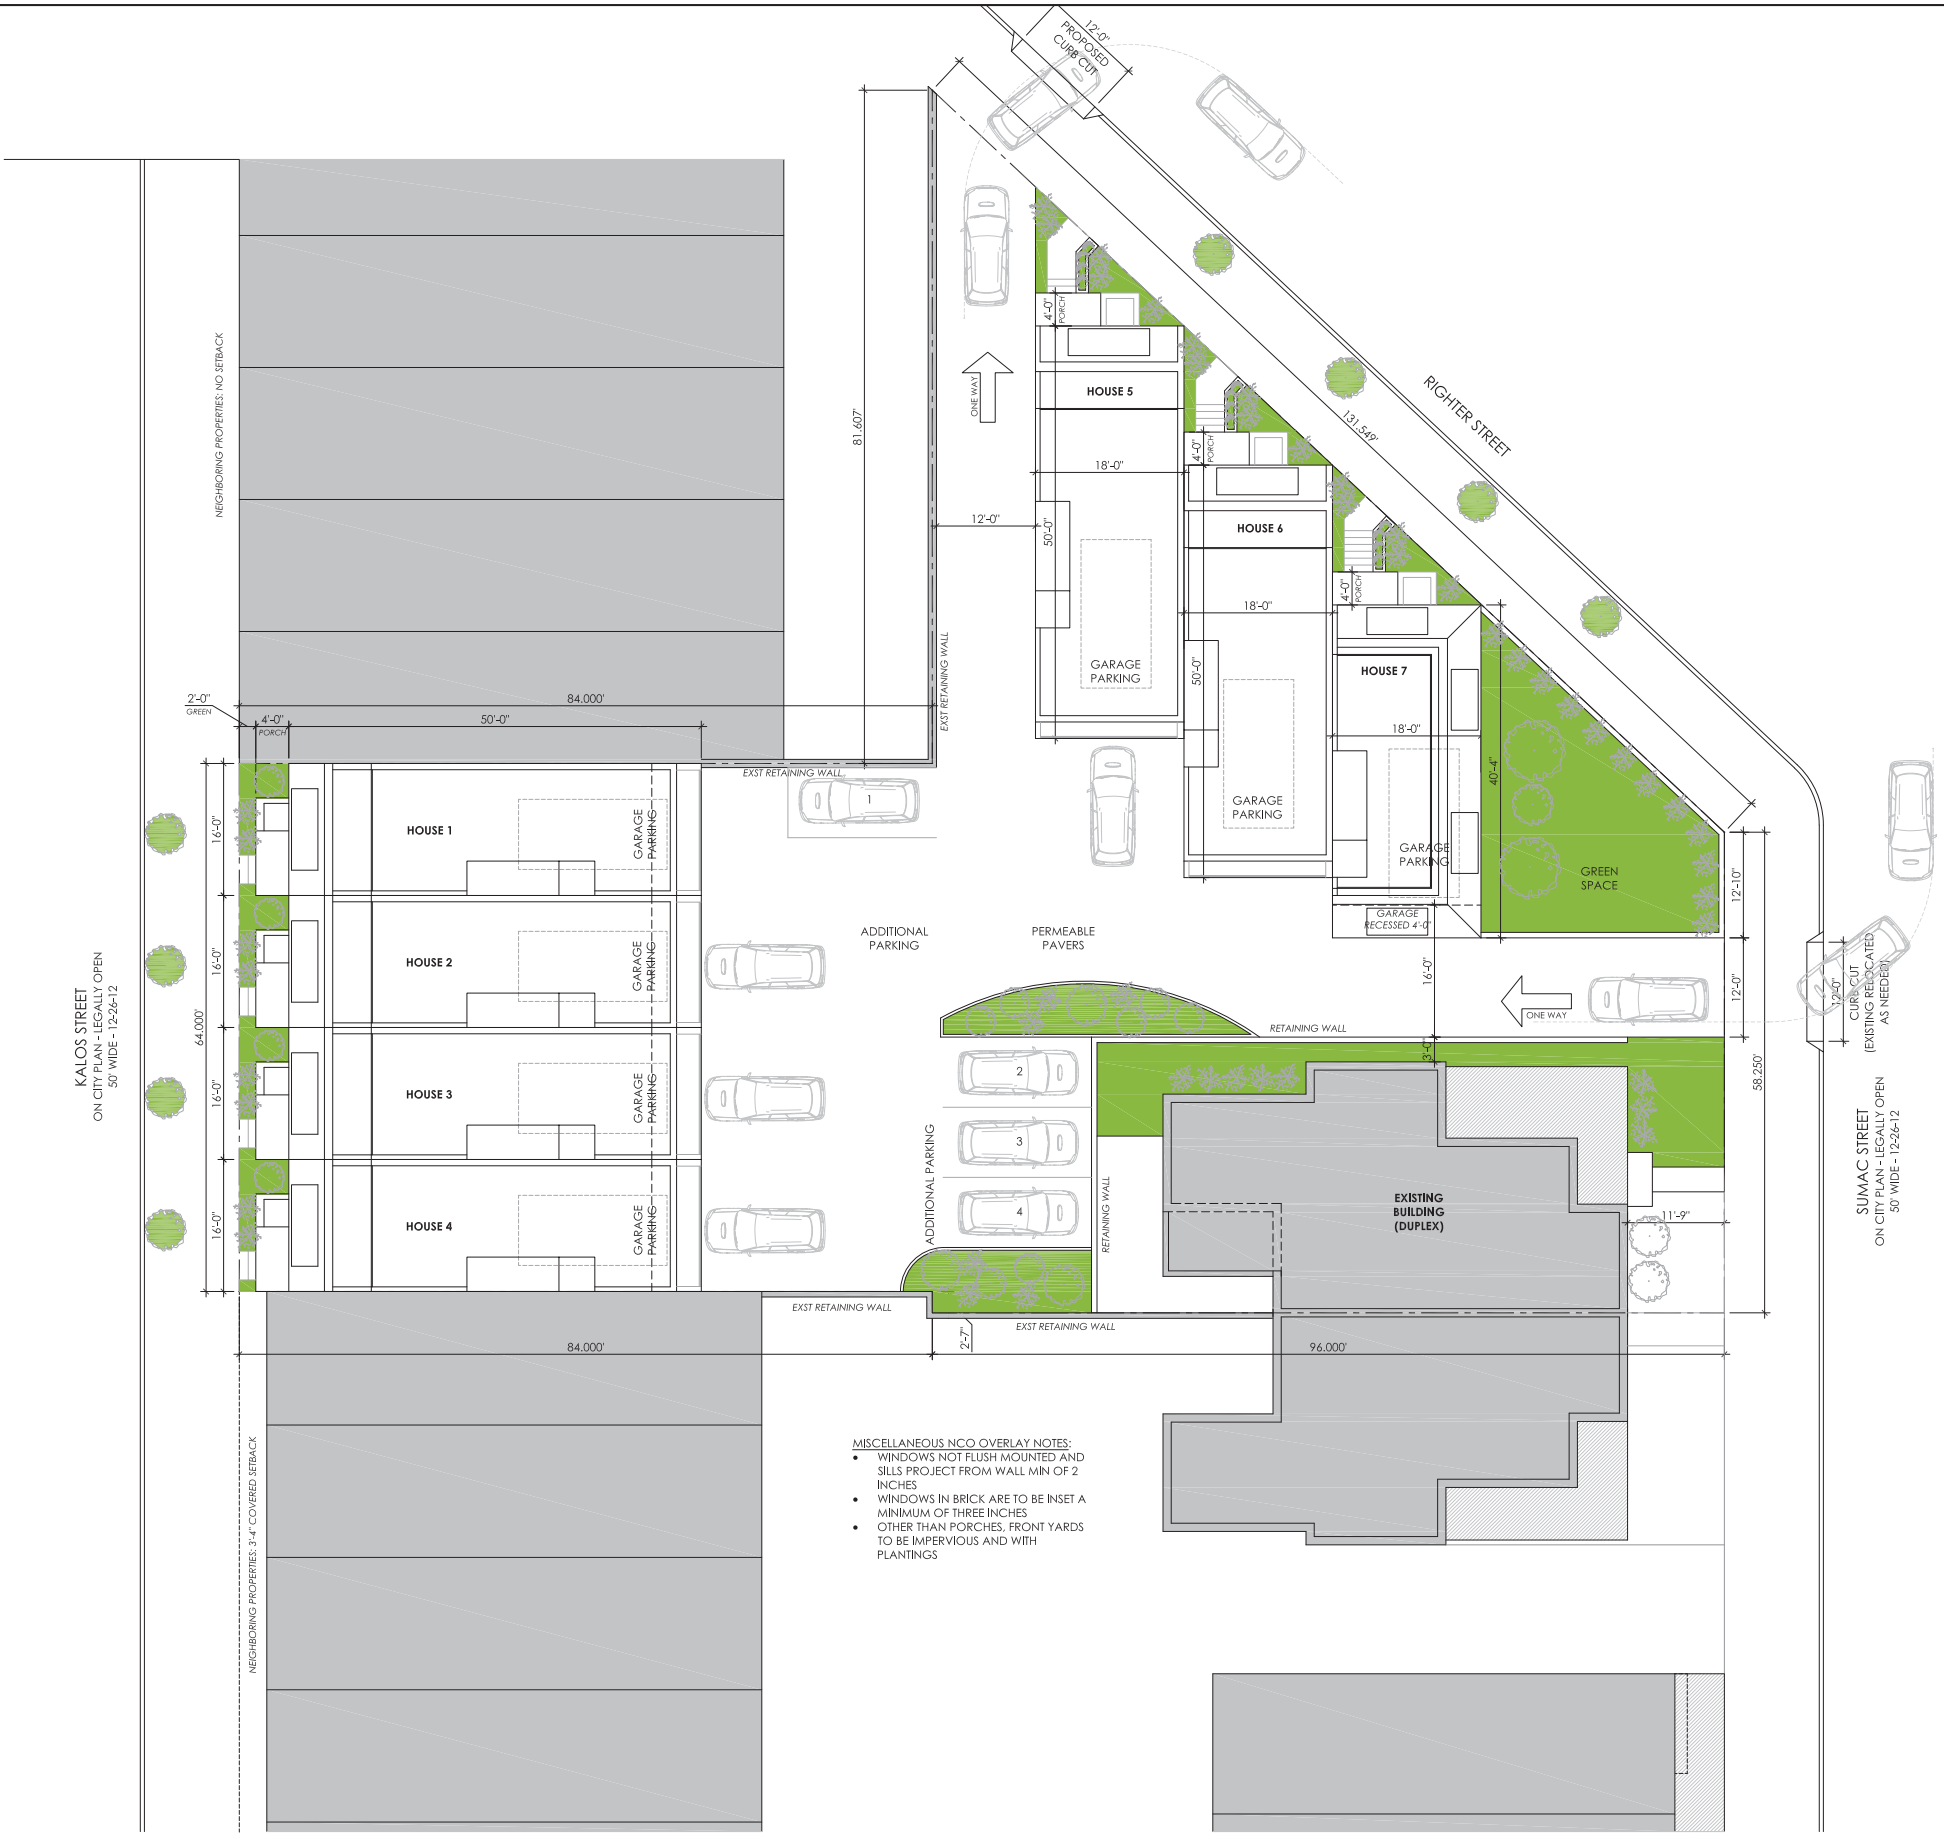 12'-0"
PROPOSED
CURB CUT
RIGHTER STREET
131.549'
81.607'
NEIGHBORING PROPERTIES: NO SETBACK
4'-0"
PORCH
ONE WAY
HOUSE 5
18'-0"
12'-0"
50'-0"
GARAGE
PARKING
4'-0"
PORCH
HOUSE 6
18'-0"
50'-0"
GARAGE
PARKING
4'-0"
PORCH
HOUSE 7
18'-0"
40'-4"
GARAGE
PARKING
GARAGE
RECESSED 4'-0"
GREEN
SPACE
EXST RETAINING WALL
2'-0"
GREEN
4'-0"
PORCH
50'-0"
84.000'
EXST RETAINING WALL
1
16'-0"
HOUSE 1
GARAGE
PARKING
16'-0"
HOUSE 2
GARAGE
PARKING
16'-0"
HOUSE 3
GARAGE
PARKING
16'-0"
HOUSE 4
GARAGE
PARKING
64.000'
KALOS STREET
ON CITY PLAN - LEGALLY OPEN
50' WIDE - 12-26-12
ADDITIONAL
PARKING
PERMEABLE
PAVERS
16'-0"
3'-0"
ONE WAY
RETAINING WALL
12'-10"
12'-0"
58.250'
12'-0"
CURB CUT
(EXISTING RELOCATED
AS NEEDED)
SUMAC STREET
ON CITY PLAN - LEGALLY OPEN
50' WIDE - 12-26-12
2
3
4
ADDITIONAL PARKING
RETAINING WALL
EXISTING
BUILDING
(DUPLEX)
11'-9"
EXST RETAINING WALL
EXST RETAINING WALL
2'-7"
84.000'
96.000'
NEIGHBORING PROPERTIES: 3'-4" COVERED SETBACK
MISCELLANEOUS NCO OVERLAY NOTES:
• WINDOWS NOT FLUSH MOUNTED AND
SILLS PROJECT FROM WALL MIN OF 2
INCHES
• WINDOWS IN BRICK ARE TO BE INSET A
MINIMUM OF THREE INCHES
• OTHER THAN PORCHES, FRONT YARDS
TO BE IMPERVIOUS AND WITH
PLANTINGS